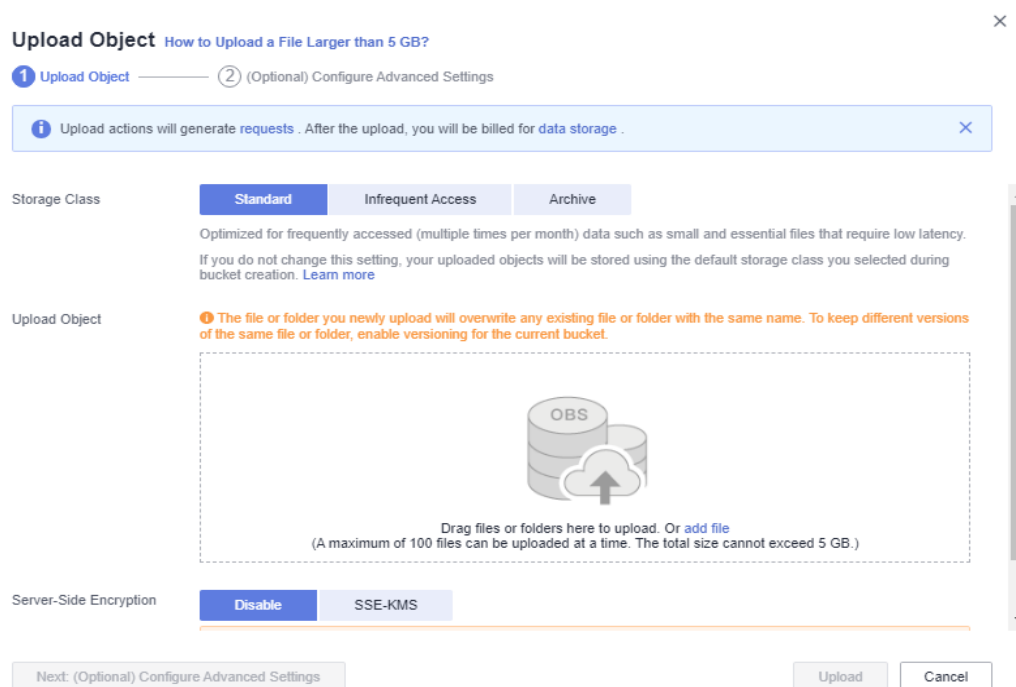 Upload Object How to Upload a File Larger than 5 GB?
1 Upload Object 2 (Optional) Configure Advanced Settings
Upload actions will generate requests . After the upload, you will be billed for data storage .
Storage Class Standard Infrequent Access Archive
Optimized for frequently accessed (multiple times per month) data such as small and essential files that require low latency.
If you do not change this setting, your uploaded objects will be stored using the default storage class you selected during
bucket creation. Learn more
Upload Object The file or folder you newly upload will overwrite any existing file or folder with the same name. To keep different versions
of the same file or folder, enable versioning for the current bucket.
OBS
Drag files or folders here to upload. Or add file
(A maximum of 100 files can be uploaded at a time. The total size cannot exceed 5 GB.)
Server-Side Encryption Disable SSE-KMS
Next: (Optional) Configure Advanced Settings Upload Cancel